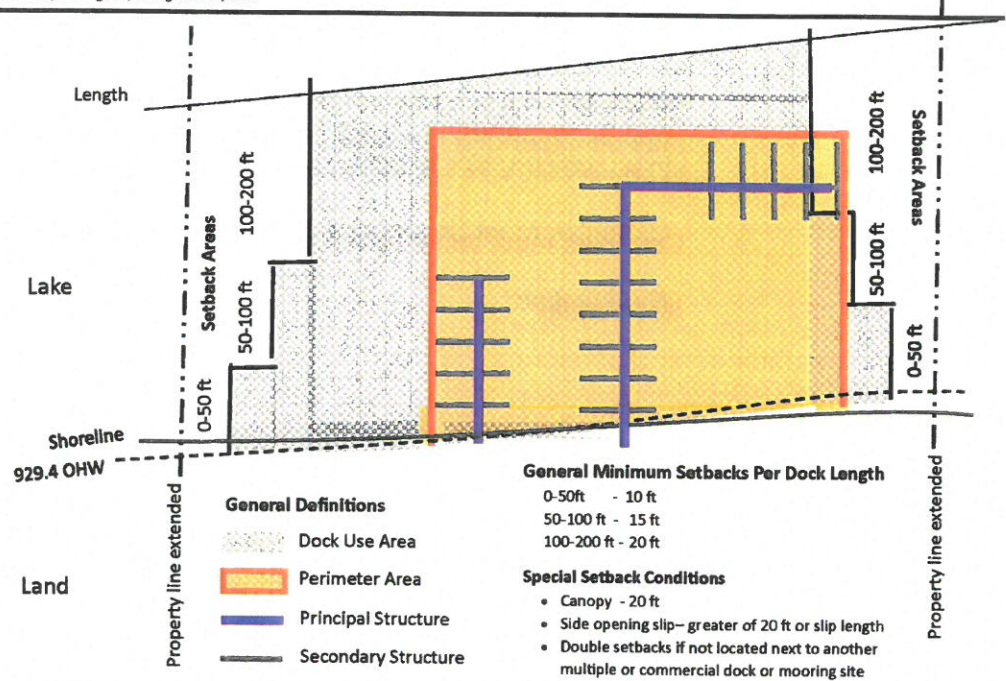 Length
100-200 ft
Setback Areas
50-100 ft
0-50 ft
Lake
100-200 ft
Setback Areas
50-100 ft
0-50 ft
Shoreline
929.4 OHW
Property line extended
Property line extended
Land
General Definitions
Dock Use Area
Perimeter Area
Principal Structure
Secondary Structure
General Minimum Setbacks Per Dock Length
0-50ft - 10 ft
50-100 ft - 15 ft
100-200 ft - 20 ft
Special Setback Conditions
• Canopy - 20 ft
• Side opening slip– greater of 20 ft or slip length
• Double setbacks if not located next to another
multiple or commercial dock or mooring site